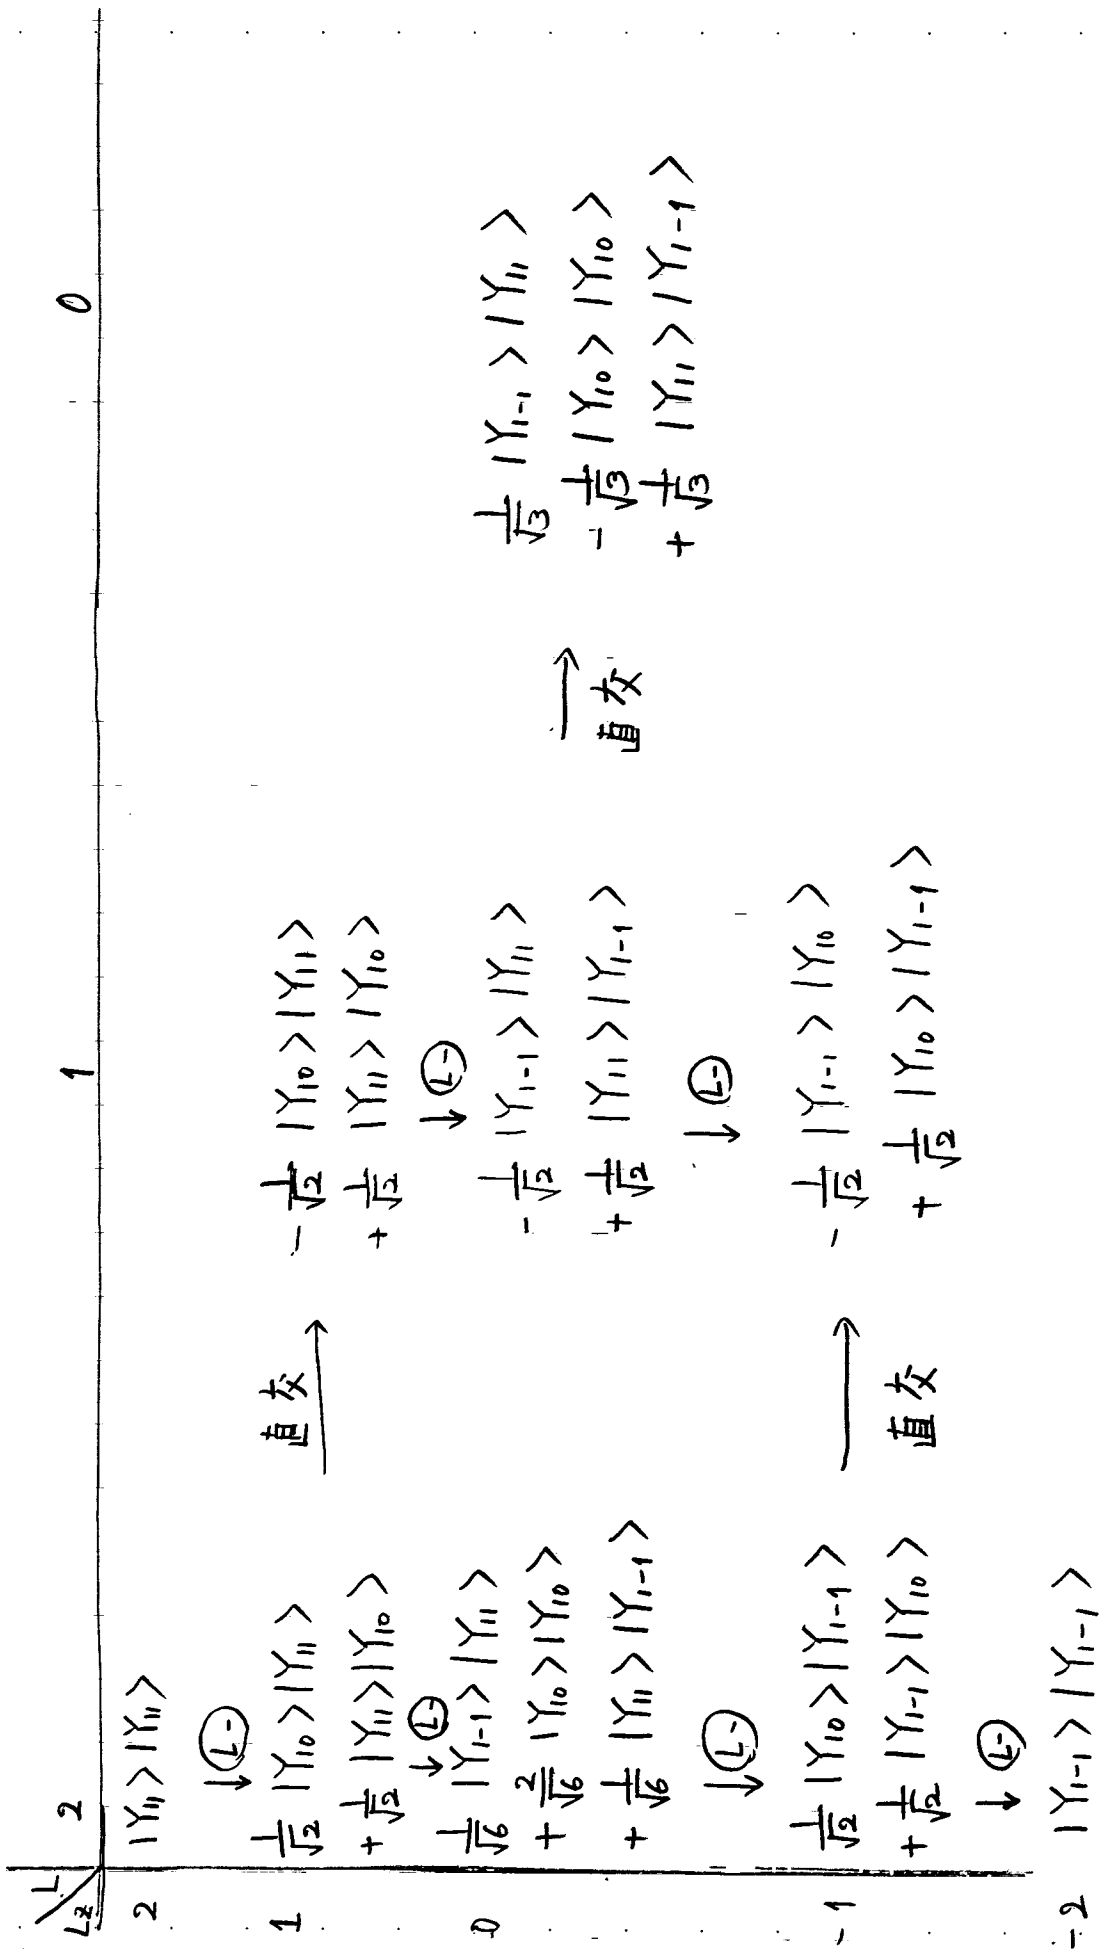 L
Lz
2 1 0
2 |Y₁₁>|Y₁₁>
↓ (L-)
1 1/√2 |Y₁₀>|Y₁₁> 直交 → - 1/√2 |Y₁₀>|Y₁₁>
+ 1/√2 |Y₁₁>|Y₁₀> + 1/√2 |Y₁₁>|Y₁₀>
↓ (L-) ↓ (L-)
0 1/√6 |Y₁₋₁>|Y₁₁> - 1/√2 |Y₁₋₁>|Y₁₁> 1/√3 |Y₁₋₁>|Y₁₁>
+ 2/√6 |Y₁₀>|Y₁₀> → 直交 - 1/√3 |Y₁₀>|Y₁₀>
+ 1/√6 |Y₁₁>|Y₁₋₁> + 1/√2 |Y₁₁>|Y₁₋₁> + 1/√3 |Y₁₁>|Y₁₋₁>
↓ (L-) ↓ (L-)
-1 1/√2 |Y₁₀>|Y₁₋₁> → - 1/√2 |Y₁₋₁>|Y₁₀>
+ 1/√2 |Y₁₋₁>|Y₁₀> 直交 + 1/√2 |Y₁₀>|Y₁₋₁>
↓ (L-)
-2 |Y₁₋₁>|Y₁₋₁>